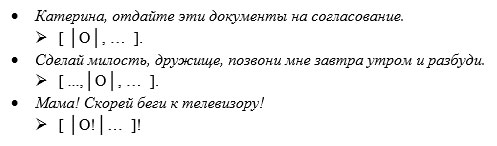 • Катерина, отдайте эти документы на согласование.
➢ [ │О│, … ].
• Сделай милость, дружище, позвони мне завтра утром и разбуди.
➢ [ ...,│О│, … ].
• Мама! Скорей беги к телевизору!
➢ [ │О!│… ]!